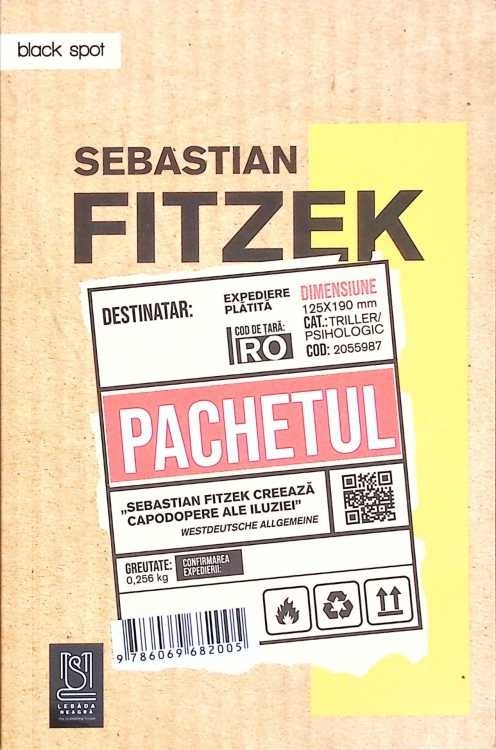 black spot
SEBASTIAN
FITZEK
DESTINATAR:
EXPEDIERE
PLĂTITĂ
COD DE ȚARĂ:
RO
DIMENSIUNE
125X190 mm
CAT.: TRILLER/
PSIHOLOGIC
COD: 2055987
PACHETUL
„SEBASTIAN FITZEK CREEAZĂ
CAPODOPERE ALE ILUZIEI”
WESTDEUTSCHE ALLGEMEINE
GREUTATE:
0,256 kg
CONFIRMAREA
EXPEDIERII:
9 786069 682005
LEBĂDA
NEAGRĂ